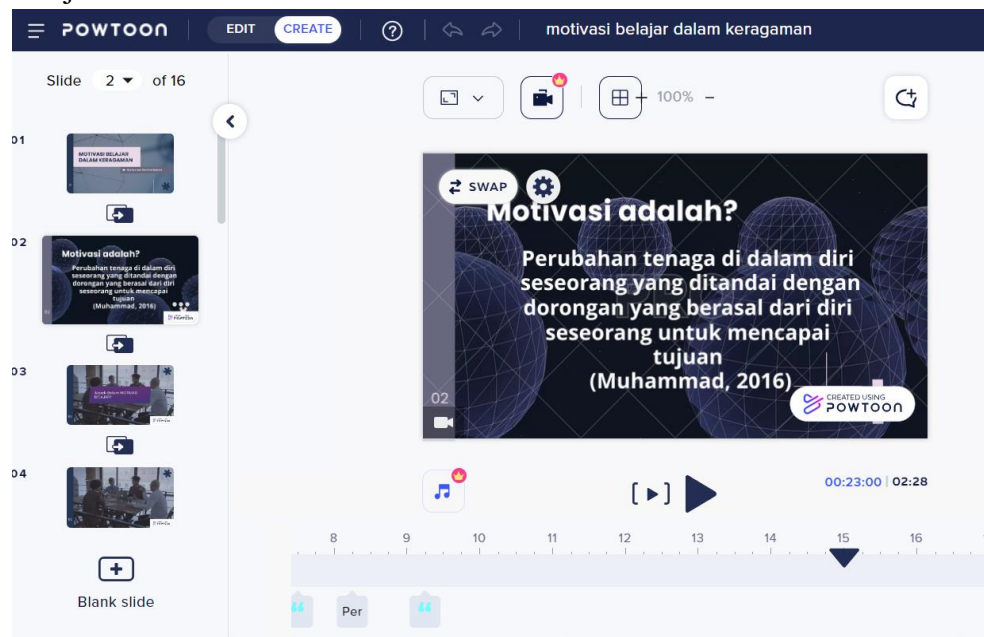 POWTOON EDIT CREATE ? motivasi belajar dalam keragaman
Slide 2 of 16
100%
01
MOTIVASI BELAJAR
DALAM KERAGAMAN
02
Motivasi adalah?
Perubahan tenaga di dalam diri
seseorang yang ditandai dengan
dorongan yang berasal dari diri
seseorang untuk mencapai
tujuan
(Muhammad, 2016)
03
04
Blank slide
SWAP
Motivasi adalah?
Perubahan tenaga di dalam diri
seseorang yang ditandai dengan
dorongan yang berasal dari diri
seseorang untuk mencapai
tujuan
(Muhammad, 2016)
02
CREATED USING
POWTOON
00:23:00 | 02:28
8 9 10 11 12 13 14 15 16
Per